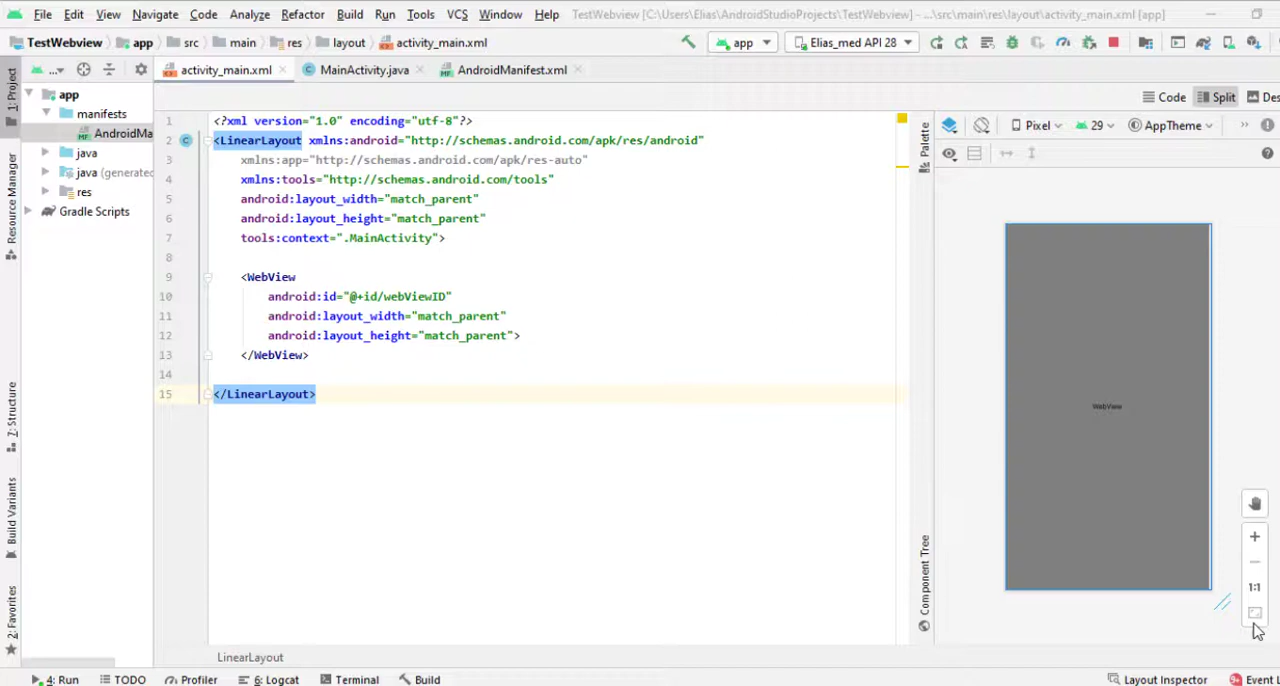 File Edit View Navigate Code Analyze Refactor Build Run Tools VCS Window Help TestWebview [C:\Users\Elias\AndroidStudioProjects\TestWebview] - ...\src\main\res\layout\activity_main.xml [app]
TestWebview app src main res layout activity_main.xml app Elias_med API 28
... activity_main.xml MainActivity.java AndroidManifest.xml
Code Split Des
Pixel 29 AppTheme
1: Project
Resource Manager
Z: Structure
Build Variants
2: Favorites
app
manifests
AndroidMa
java
java (generated
res
Gradle Scripts
1 <?xml version="1.0" encoding="utf-8"?>
2 <LinearLayout xmlns:android="http://schemas.android.com/apk/res/android"
3 xmlns:app="http://schemas.android.com/apk/res-auto"
4 xmlns:tools="http://schemas.android.com/tools"
5 android:layout_width="match_parent"
6 android:layout_height="match_parent"
7 tools:context=".MainActivity">
8
9 <WebView
10 android:id="@+id/webViewID"
11 android:layout_width="match_parent"
12 android:layout_height="match_parent">
13 </WebView>
14
15 </LinearLayout>
Palette
Component Tree
WebView
1:1
LinearLayout
4: Run TODO Profiler 6: Logcat Terminal Build Layout Inspector 9+ Event L